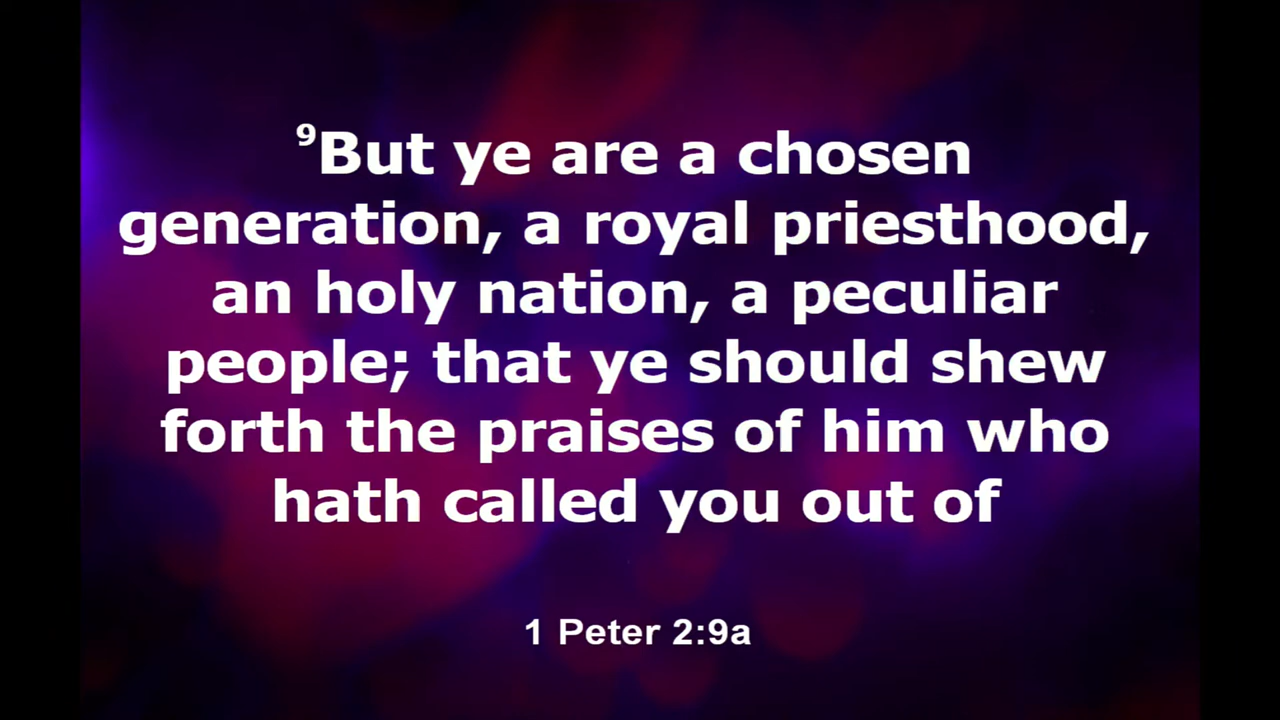 ⁹But ye are a chosen
generation, a royal priesthood,
an holy nation, a peculiar
people; that ye should shew
forth the praises of him who
hath called you out of
1 Peter 2:9a